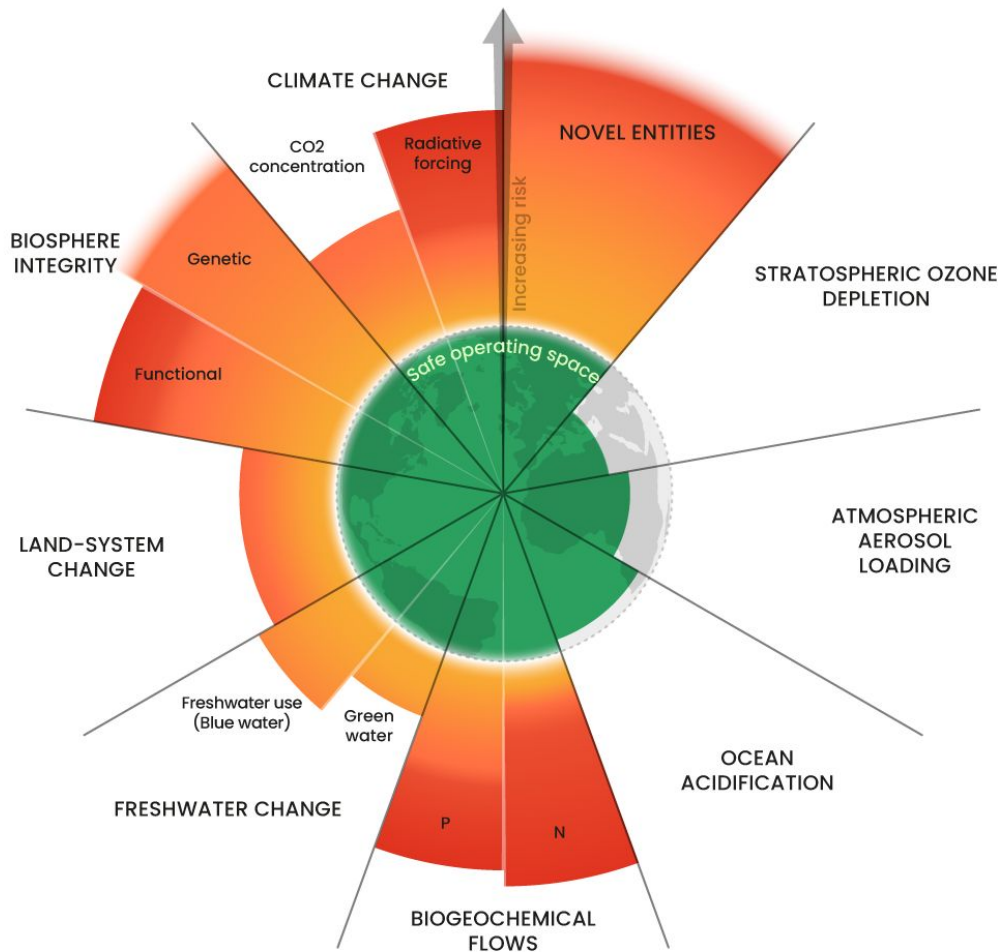 CLIMATE CHANGE
CO2
concentration
Radiative
forcing
Increasing risk
NOVEL ENTITIES
STRATOSPHERIC OZONE
DEPLETION
ATMOSPHERIC
AEROSOL
LOADING
OCEAN
ACIDIFICATION
BIOGEOCHEMICAL
FLOWS
P
N
FRESHWATER CHANGE
Freshwater use
(Blue water)
Green
water
LAND-SYSTEM
CHANGE
BIOSPHERE
INTEGRITY
Genetic
Functional
Safe operating space